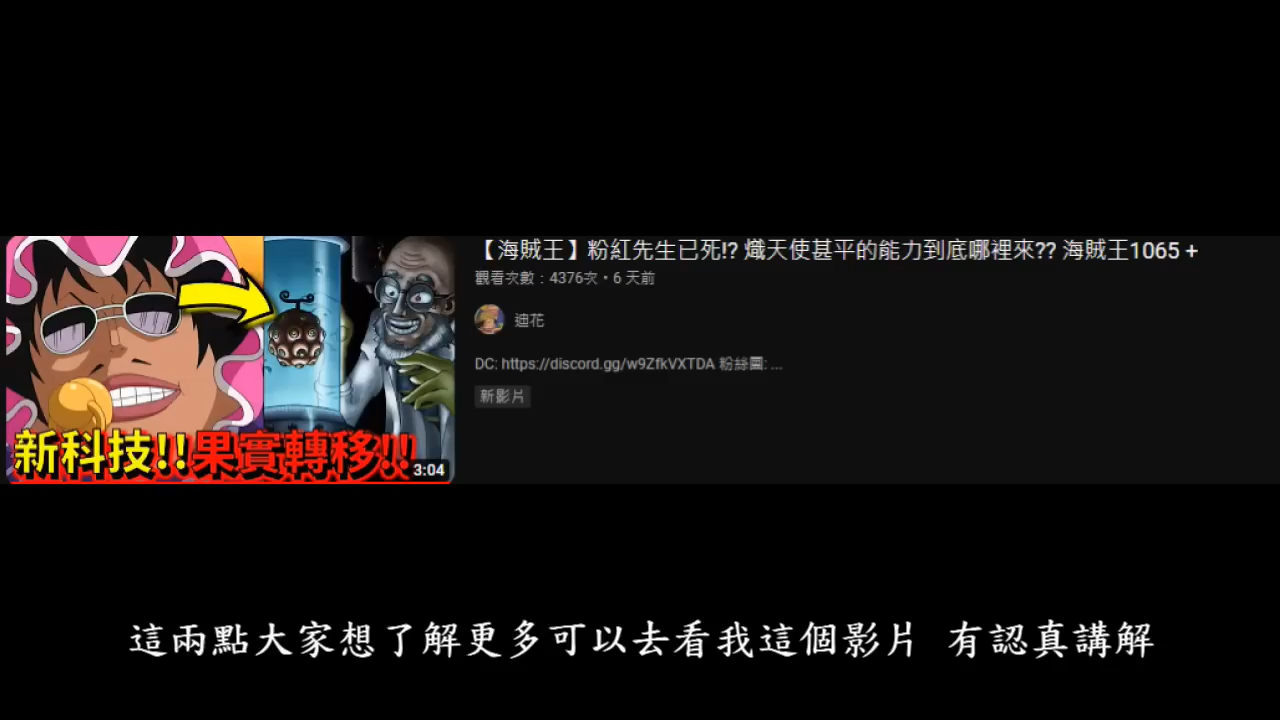 【海賊王】粉紅先生已死!? 熾天使甚平的能力到底哪裡來?? 海賊王1065 +
觀看次數：4376次・6 天前
迪花
DC: https://discord.gg/w9ZfkVXTDA 粉絲團: ...
新影片
新科技!!果實轉移!!
3:04
這兩點大家想了解更多可以去看我這個影片 有認真講解